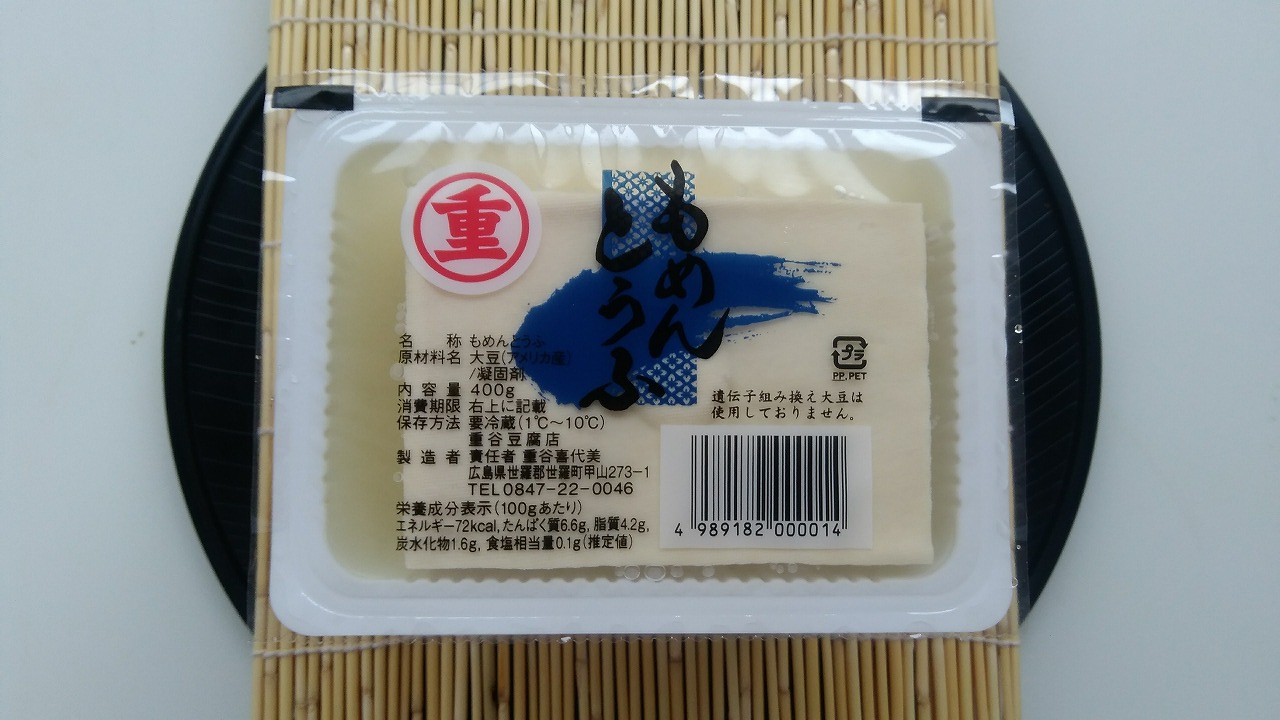 重
もめん
とうふ
名　　称 もめんとうふ
原材料名 大豆(アメリカ産)
/凝固剤
内 容 量 400g
消費期限 右上に記載
保存方法 要冷蔵(1℃～10℃)
重谷豆腐店
製 造 者 責任者 重谷喜代美
広島県世羅郡世羅町甲山273-1
TEL0847-22-0046
栄養成分表示(100gあたり)
エネルギー72kcal,たんぱく質6.6g, 脂質4.2g,
炭水化物1.6g, 食塩相当量0.1g(推定値)
プラ
PP.PET
遺伝子組み換え大豆は
使用しておりません。
4 989182 000014